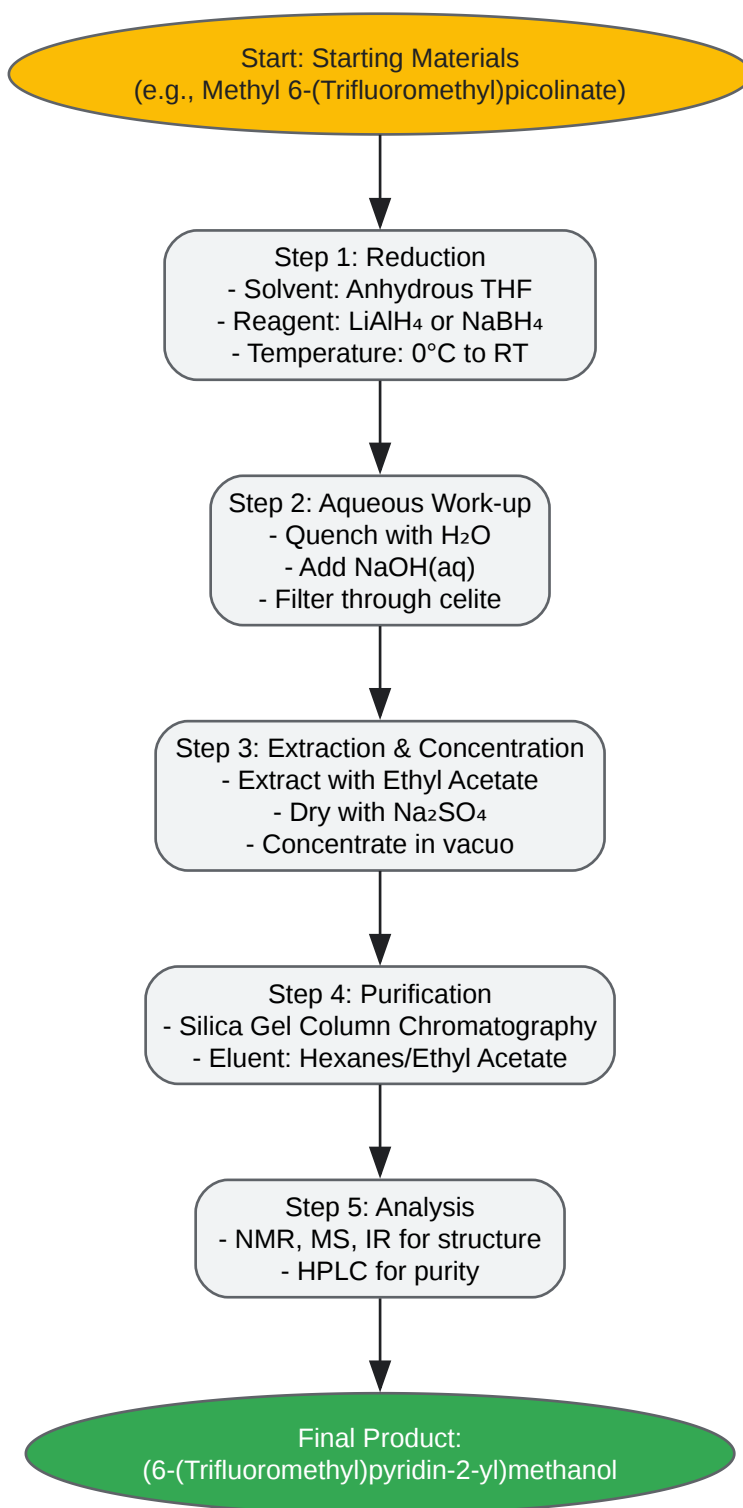 Start: Starting Materials
(e.g., Methyl 6-(Trifluoromethyl)picolinate)
Step 1: Reduction
- Solvent: Anhydrous THF
- Reagent: LiAlH₄ or NaBH₄
- Temperature: 0°C to RT
Step 2: Aqueous Work-up
- Quench with H₂O
- Add NaOH(aq)
- Filter through celite
Step 3: Extraction & Concentration
- Extract with Ethyl Acetate
- Dry with Na₂SO₄
- Concentrate in vacuo
Step 4: Purification
- Silica Gel Column Chromatography
- Eluent: Hexanes/Ethyl Acetate
Step 5: Analysis
- NMR, MS, IR for structure
- HPLC for purity
Final Product:
(6-(Trifluoromethyl)pyridin-2-yl)methanol